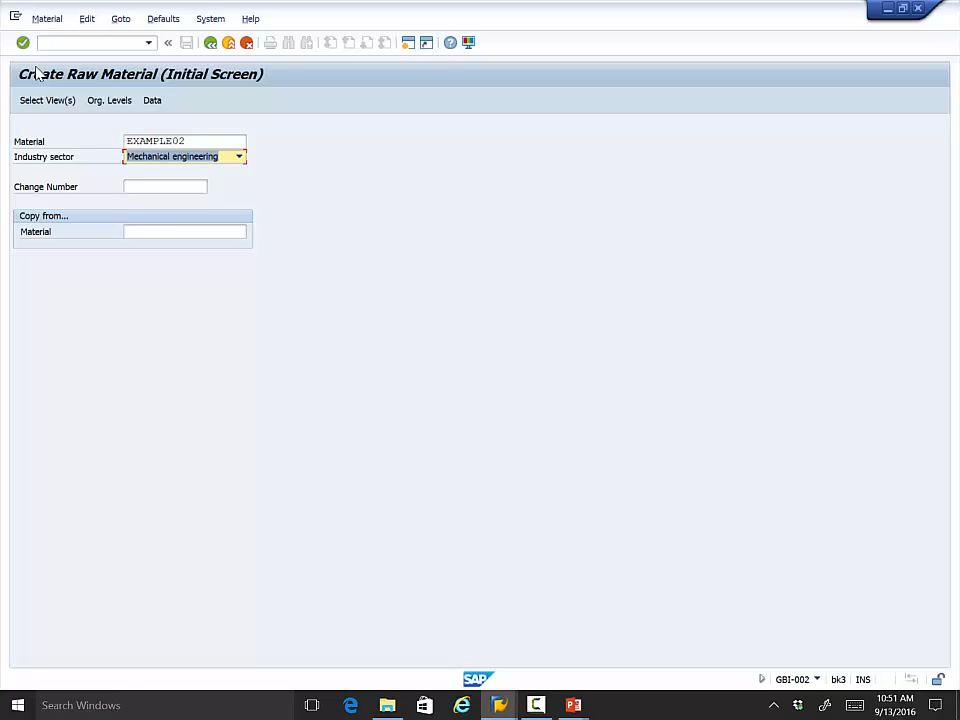 Material Edit Goto Defaults System Help
Create Raw Material (Initial Screen)
Select View(s) Org. Levels Data
Material EXAMPLE02
Industry sector Mechanical engineering
Change Number
Copy from...
Material
SAP GBI-002 bk3 INS
Search Windows 10:51 AM
9/13/2016